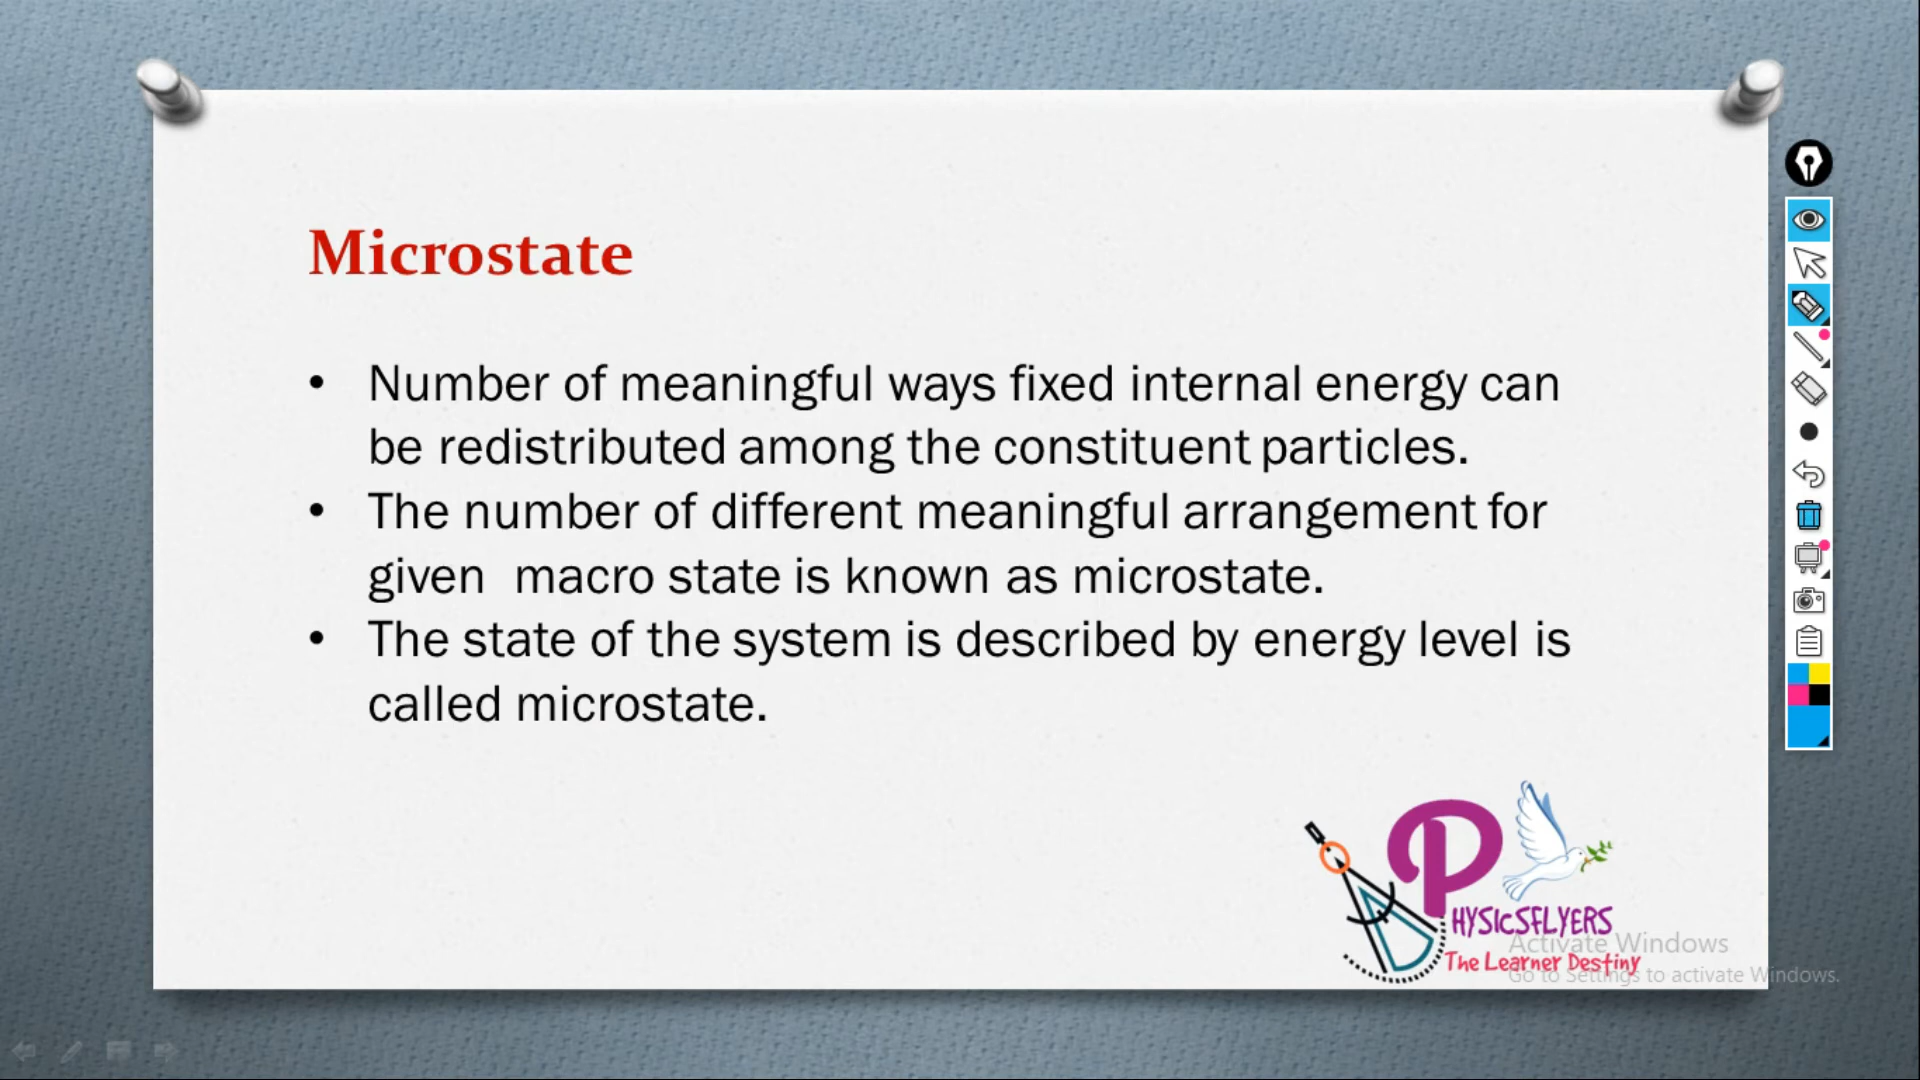 Microstate
• Number of meaningful ways fixed internal energy can
be redistributed among the constituent particles.
• The number of different meaningful arrangement for
given macro state is known as microstate.
• The state of the system is described by energy level is
called microstate.
PHYSICSFLYERS
The Learner Destiny
Activate Windows
Go to Settings to activate Windows.